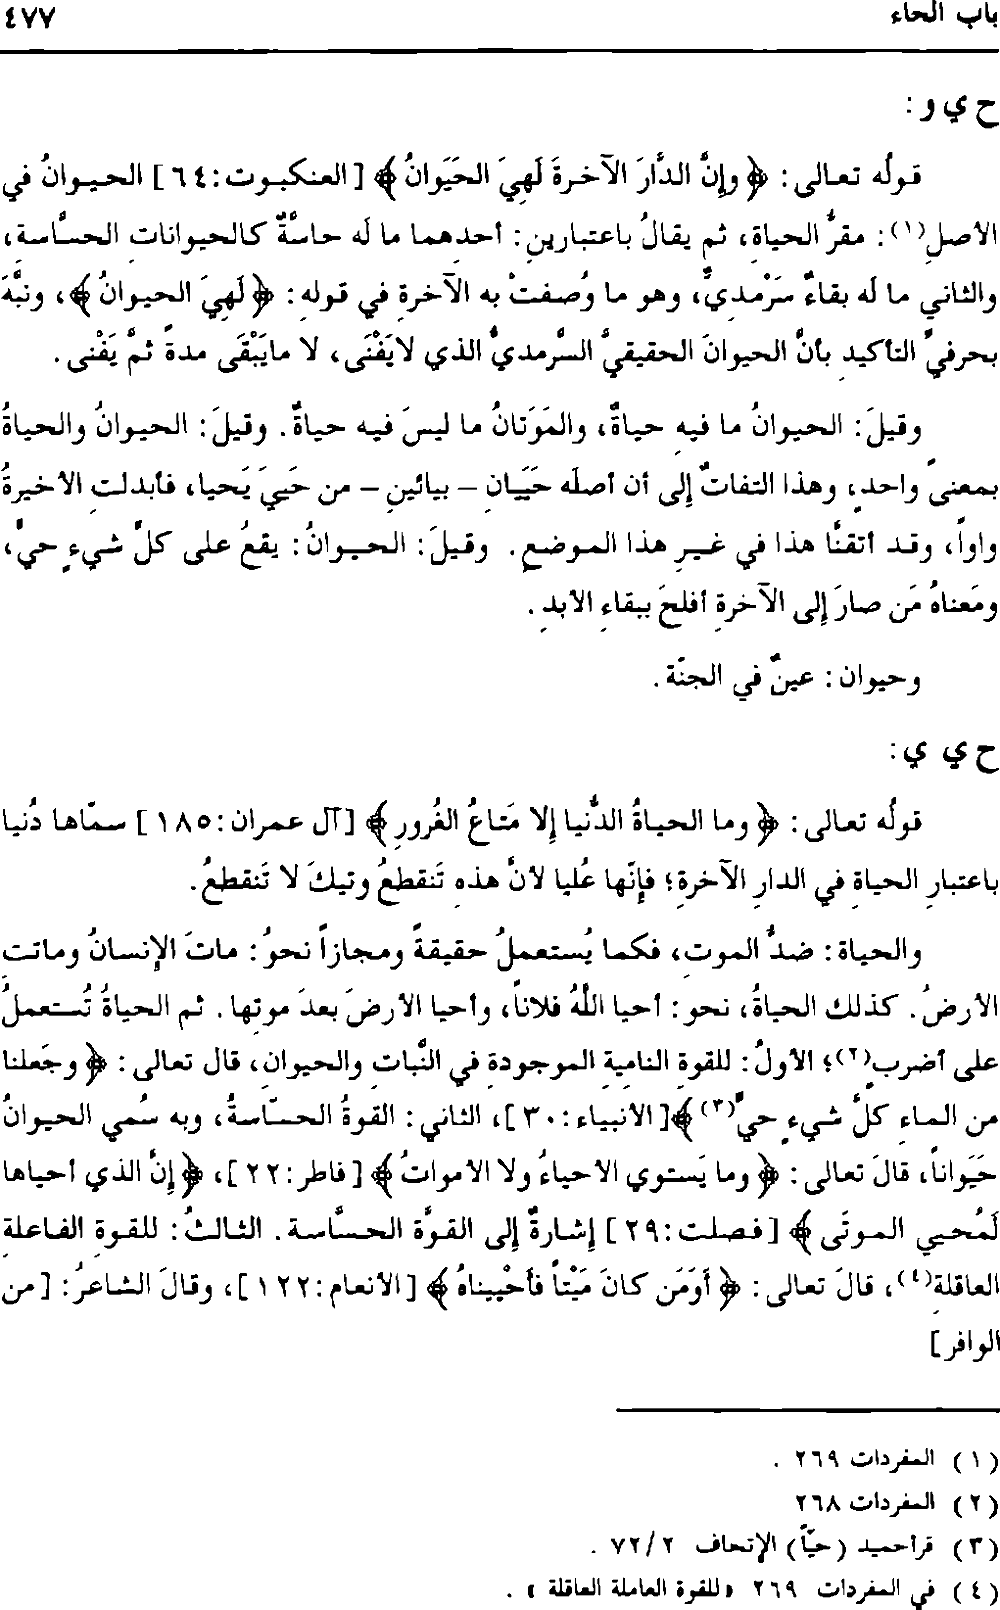 باب الحاء ٤٧٧
ح ي و :
قولُه تعالى : ﴿ وإنَّ الدَّارَ الآخرةَ لَهِيَ الحَيَوانُ ﴾ [ العنكبوت : ٦٤ ] الحيوانُ في
الأصلِ(١) : مقرُّ الحياةِ، ثم يقالُ باعتبارينِ : أحدهما ما لَه حاسَّةٌ كالحيواناتِ الحسَّاسةِ،
والثاني ما لَه بقاءٌ سَرْمديٌّ، وهو ما وُصفتْ به الآخرةِ في قوله : ﴿ لَهِيَ الحيوانُ ﴾، ونبَّهَ
بحرفيِّ التأكيدِ بأنَّ الحيوانَ الحقيقيَّ السَّرمديَّ الذي لايَفْنَى، لا مايَبْقَى مدةً ثمَّ يَفْنى .
وقيلَ : الحيوانُ ما فيهِ حياةٌ، والمَوَتانُ ما ليسَ فيه حياةٌ . وقيلَ : الحيوانُ والحياةُ
بمعنىً واحدٍ، وهذا التفاتٌ إلى أن أصلَه حَيَيانِ – بيائينِ – من حَيِيَ يَحيا، فأبدلتِ الأخيرةُ
واواً، وقد أتقنَّا هذا في غيرِ هذا الموضعِ . وقيلَ : الحيوانُ : يقعُ على كلِّ شيءٍ حيٍّ،
ومَعناهُ مَن صارَ إلى الآخرةِ أفلحَ ببقاءِ الأبدِ .
وحيوان : عينٌ في الجنّة .
ح ي ي :
قولُه تعالى : ﴿ وما الحياةُ الدُّنيا إلا مَتاعُ الغُرورِ ﴾ [ آل عمران : ١٨٥ ] سمّاها دُنيا
باعتبارِ الحياةِ في الدارِ الآخرةِ؛ فإنّها عُليا لأنَّ هذهِ تَنقطعُ وتيكَ لا تَنقطعُ .
والحياة : ضدُّ الموتِ، فكما يُستعملُ حقيقةً ومجازاً نحوُ : ماتَ الإنسانُ وماتت
الأرضُ . كذلك الحياةُ، نحو : أحيا اللَّهُ فلاناً، وأحيا الأرضَ بعدَ موتِها . ثم الحياةُ تُستعملُ
على أضربٍ(٢)؛ الأولُ : للقوةِ الناميةِ الموجودةِ في النَّباتِ والحيوانِ، قال تعالى : ﴿ وجَعلنا
من الماءِ كلَّ شيءٍ حيٍّ(٣) ﴾ [ الأنبياء : ٣٠ ]، الثاني : القوةُ الحسّاسةُ، وبه سُمي الحيوانُ
حَيَواناً، قالَ تعالى : ﴿ وما يَستوي الأحياءُ ولا الأمواتُ ﴾ [ فاطر : ٢٢ ]، ﴿ إنَّ الذي أحياها
لَمُحيي الموتَى ﴾ [ فصلت : ٢٩ ] إشارةٌ إلى القوَّة الحسَّاسة . الثالثُ : للقوةِ الفاعلةِ
العاقلةِ(٤)، قالَ تعالى : ﴿ أَوَمَن كانَ مَيْتاً فأحْييناهُ ﴾ [ الأنعام : ١٢٢ ]، وقالَ الشاعرُ : [ من
الوافر ]
(١) المفردات ٢٦٩ .
(٢) المفردات ٢٦٨
(٣) قرأحميد ( حيّاً ) الإتحاف ٢ / ٧٢ .
(٤) في المفردات ٢٦٩ « للقوة العاملة العاقلة » .